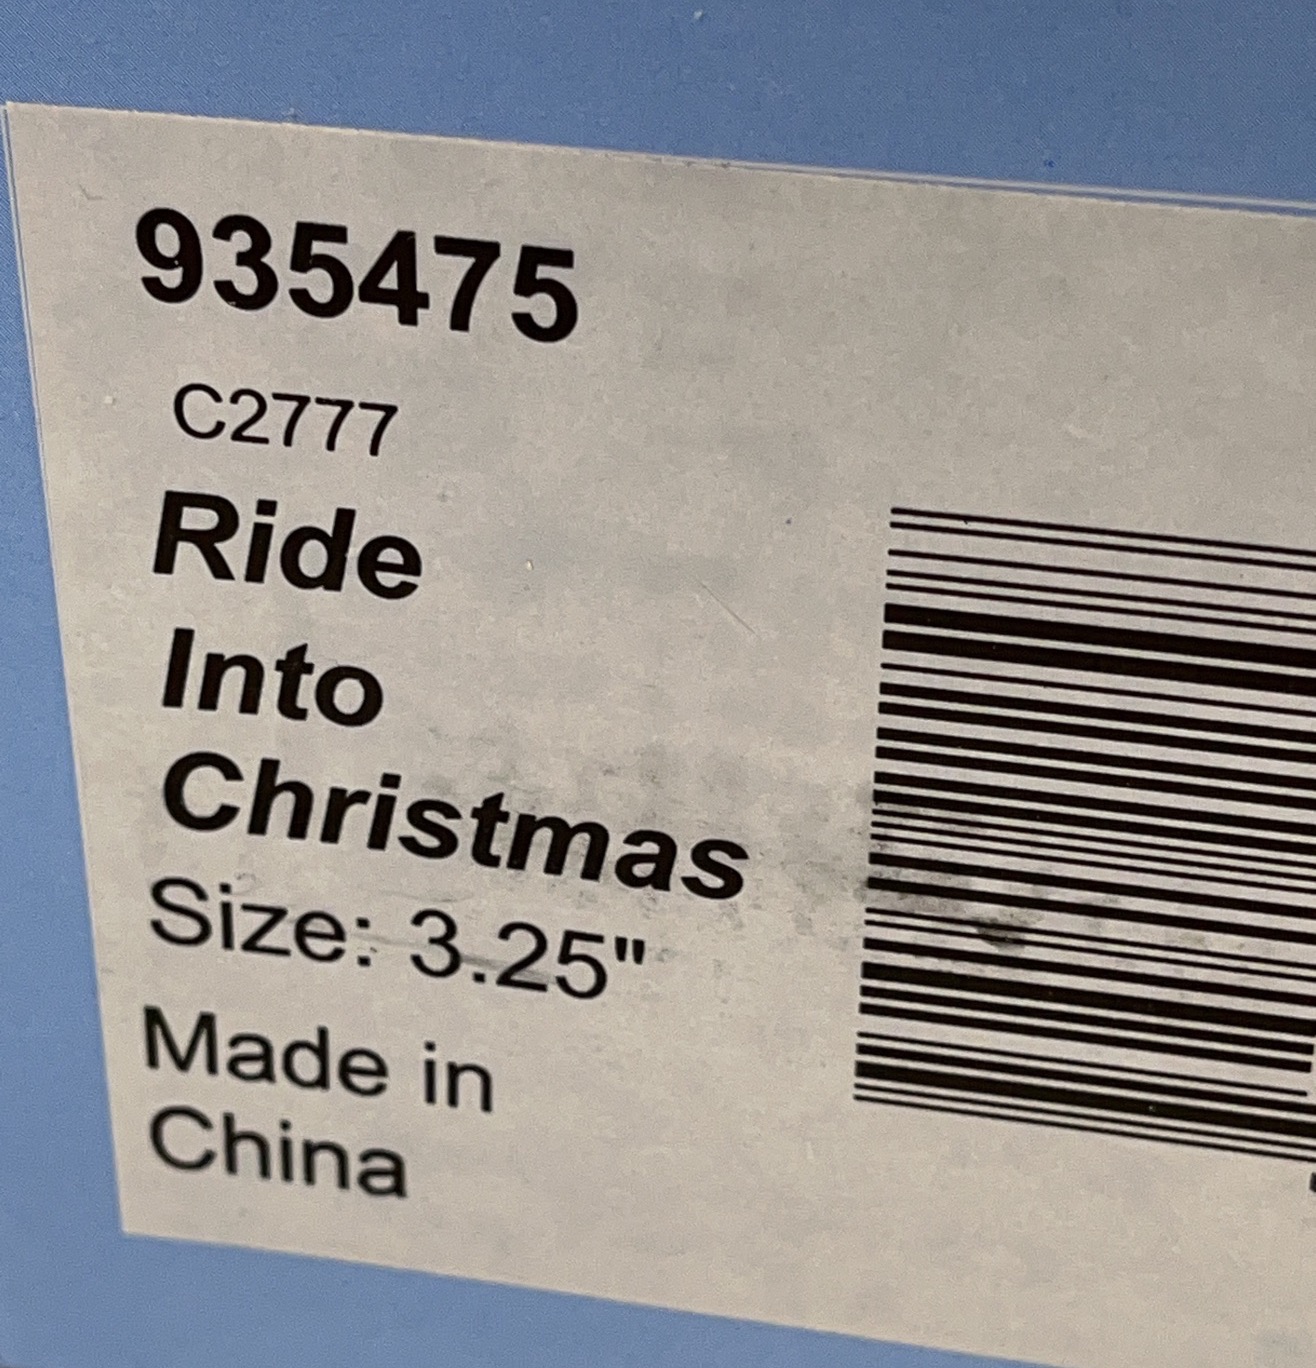 935475
C2777
Ride
Into
Christmas
Size: 3.25"
Made in
China